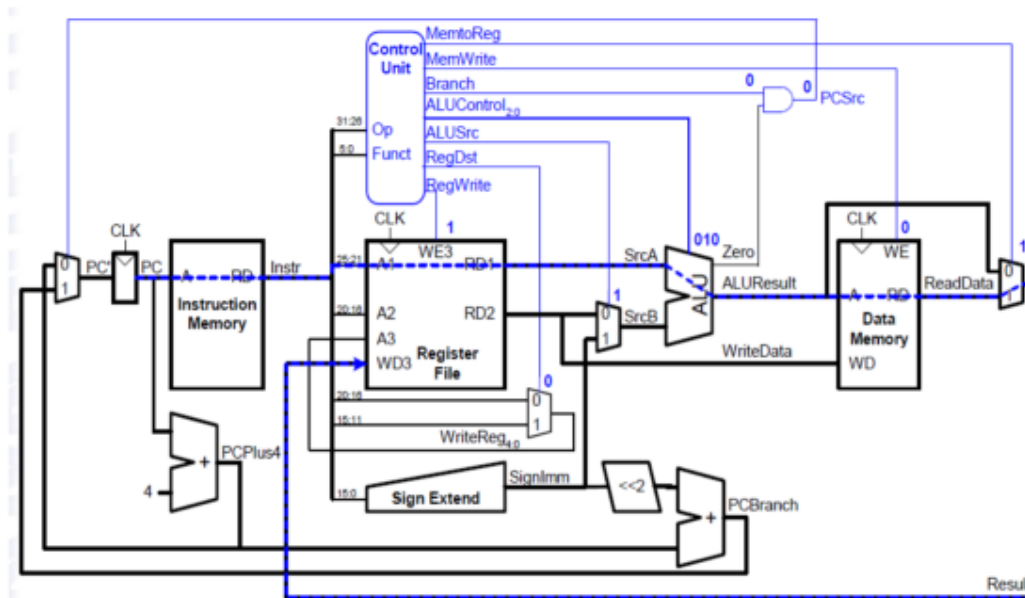 MemtoReg
Control
Unit
MemWrite
Branch
0
0
PCSrc
ALUControl2:0
31:26
Op
ALUSrc
5:0
Funct
RegDst
RegWrite
CLK
CLK
1
CLK
0
010
1
0
PC'
PC
A
RD
Instr
25:21
A1
WE3
RD1
SrcA
Zero
WE
0
1
Instruction
Memory
20:16
A2
RD2
1
0
SrcB
1
ALU
ALUResult
A
RD
ReadData
1
A3
Register
File
WD3
WriteData
Data
Memory
WD
0
20:16
0
15:11
1
WriteReg4:0
PCPlus4
+
4
15:0
Sign Extend
SignImm
<<2
PCBranch
+
Resul